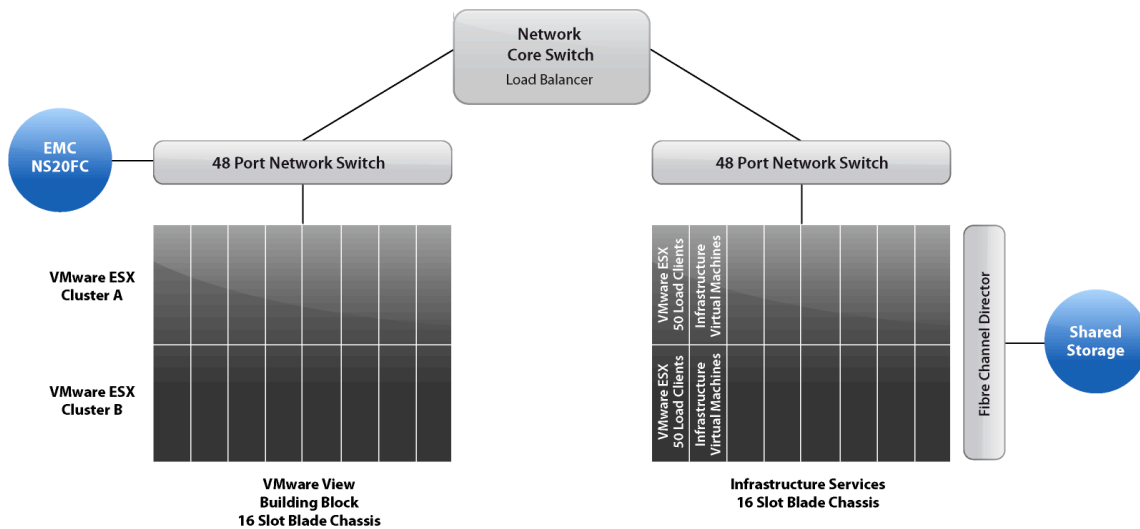 Network
Core Switch
Load Balancer
EMC
NS20FC
48 Port Network Switch
48 Port Network Switch
VMware ESX
Cluster A
VMware ESX
Cluster B
VMware ESX
50 Load Clients
Infrastructure
Virtual Machines
VMware ESX
50 Load Clients
Infrastructure
Virtual Machines
Fibre Channel Director
Shared
Storage
VMware View
Building Block
16 Slot Blade Chassis
Infrastructure Services
16 Slot Blade Chassis